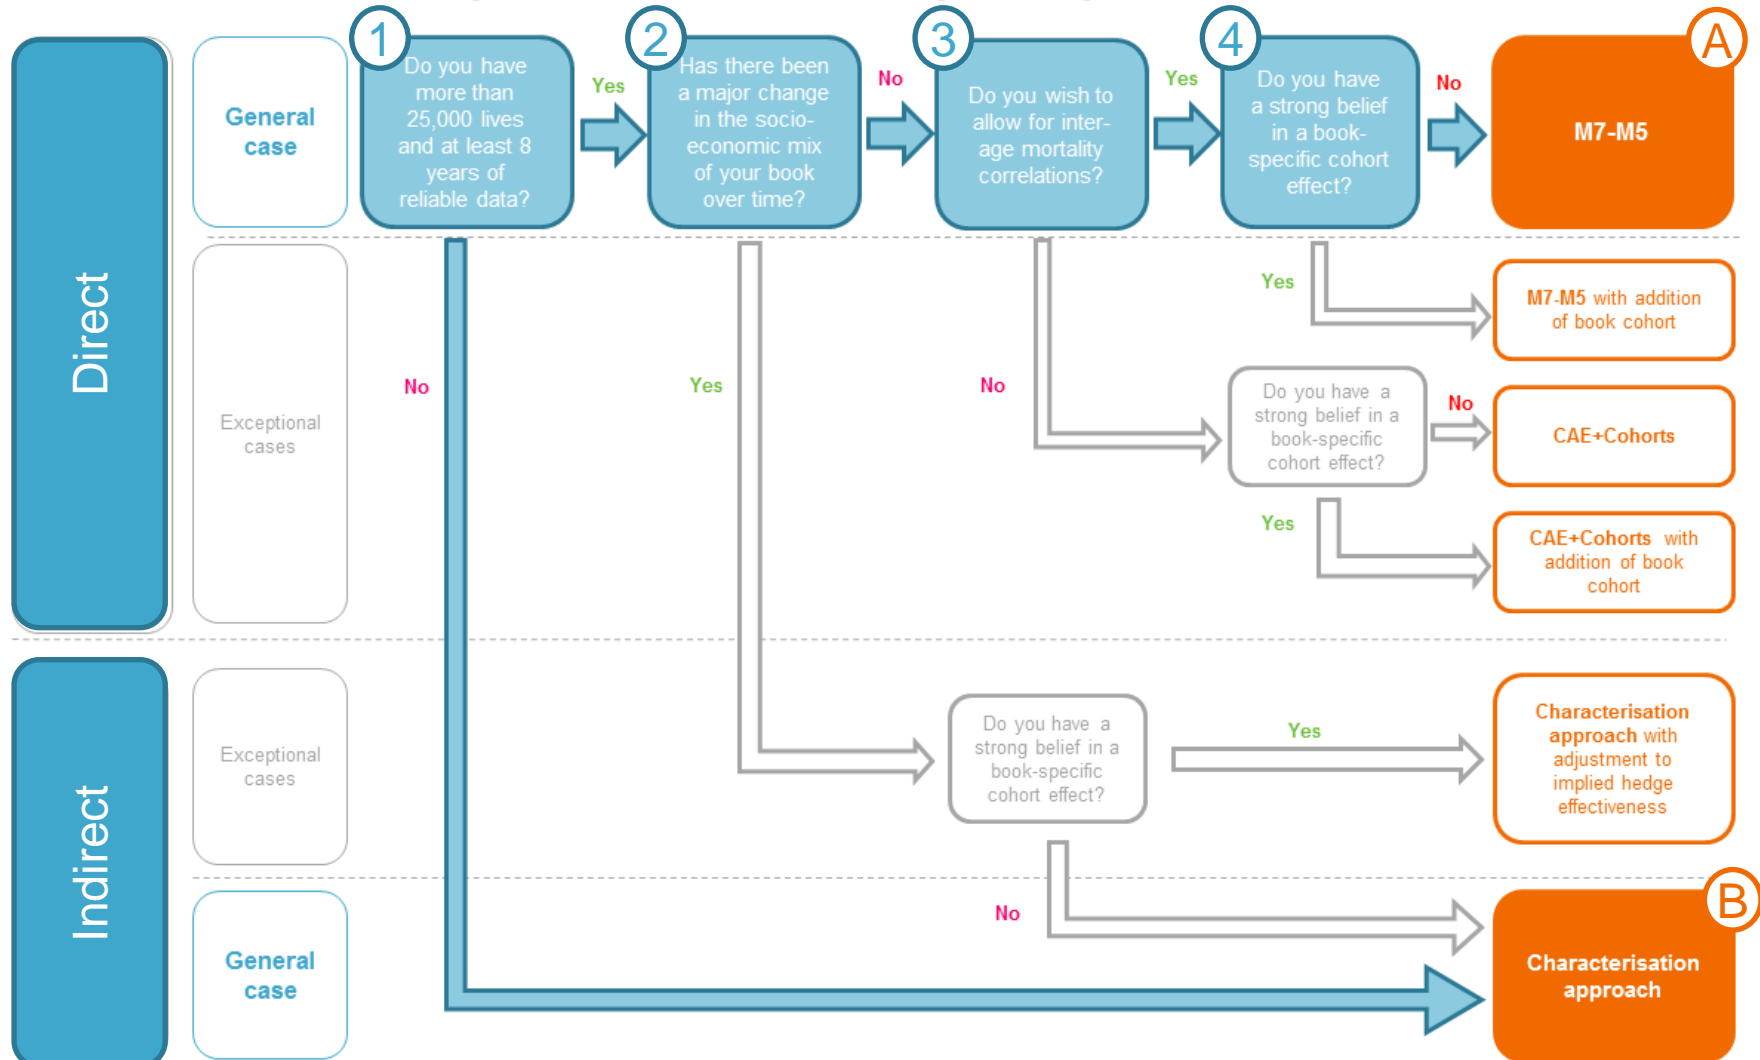 1
2
3
4
A
Direct
General
case
Do you have
more than
25,000 lives
and at least 8
years of
reliable data?
Yes
Has there been
a major change
in the socio-
economic mix
of your book
over time?
No
Do you wish to
allow for inter-
age mortality
correlations?
Yes
Do you have
a strong belief
in a book-
specific cohort
effect?
No
M7-M5
Exceptional
cases
No
Yes
No
Yes
M7-M5 with addition
of book cohort
Do you have a
strong belief in a
book-specific
cohort effect?
No
CAE+Cohorts
Yes
CAE+Cohorts with
addition of book
cohort
Indirect
Exceptional
cases
Do you have a
strong belief in a
book-specific
cohort effect?
Yes
Characterisation
approach with
adjustment to
implied hedge
effectiveness
General
case
No
B
Characterisation
approach